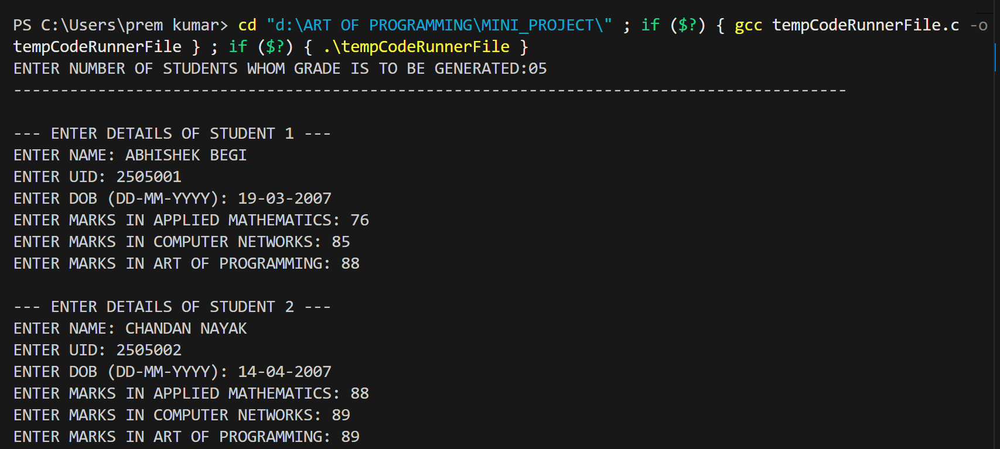 PS C:\Users\prem kumar> cd "d:\ART OF PROGRAMMING\MINI_PROJECT\" ; if ($?) { gcc tempCodeRunnerFile.c -o
tempCodeRunnerFile } ; if ($?) { .\tempCodeRunnerFile }
ENTER NUMBER OF STUDENTS WHOM GRADE IS TO BE GENERATED:05
-----------------------------------------------------------------------------------------
--- ENTER DETAILS OF STUDENT 1 ---
ENTER NAME: ABHISHEK BEGI
ENTER UID: 2505001
ENTER DOB (DD-MM-YYYY): 19-03-2007
ENTER MARKS IN APPLIED MATHEMATICS: 76
ENTER MARKS IN COMPUTER NETWORKS: 85
ENTER MARKS IN ART OF PROGRAMMING: 88
--- ENTER DETAILS OF STUDENT 2 ---
ENTER NAME: CHANDAN NAYAK
ENTER UID: 2505002
ENTER DOB (DD-MM-YYYY): 14-04-2007
ENTER MARKS IN APPLIED MATHEMATICS: 88
ENTER MARKS IN COMPUTER NETWORKS: 89
ENTER MARKS IN ART OF PROGRAMMING: 89